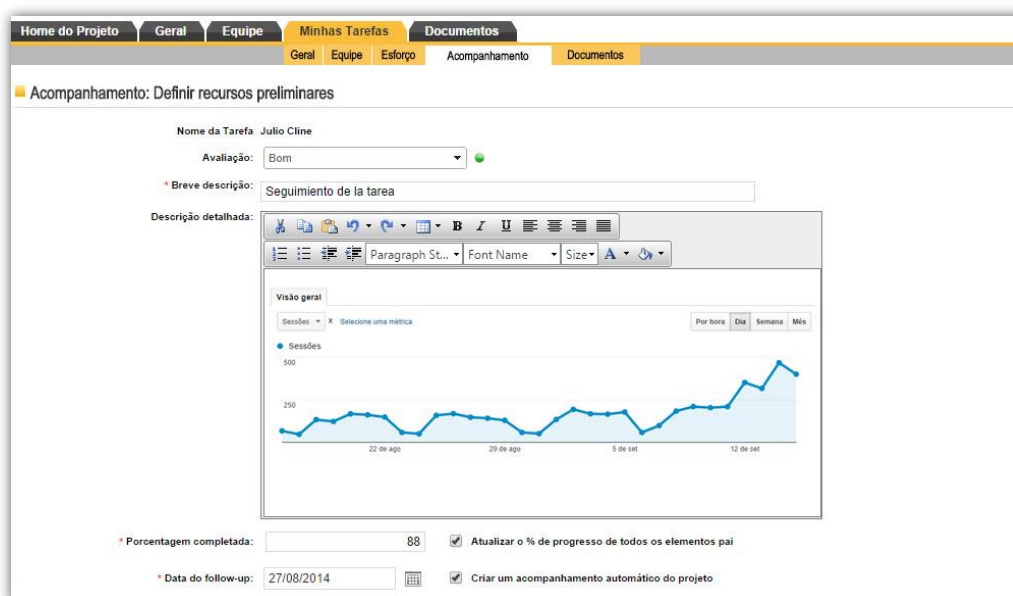 Home do Projeto Geral Equipe Minhas Tarefas Documentos
Geral Equipe Esforço Acompanhamento Documentos
Acompanhamento: Definir recursos preliminares
Nome da Tarefa Julio Cline
Avaliação: Bom
* Breve descrição: Seguimiento de la tarea
Descrição detalhada:
B I U
Paragraph St... Font Name Size A
Visão geral
Sessões X Selecione uma métrica Por hora Dia Semana Mês
Sessões
500
250
22 de ago 29 de ago 5 de set 12 de set
* Porcentagem completada: 88 Atualizar o % de progresso de todos os elementos pai
* Data do follow-up: 27/08/2014 Criar um acompanhamento automático do projeto